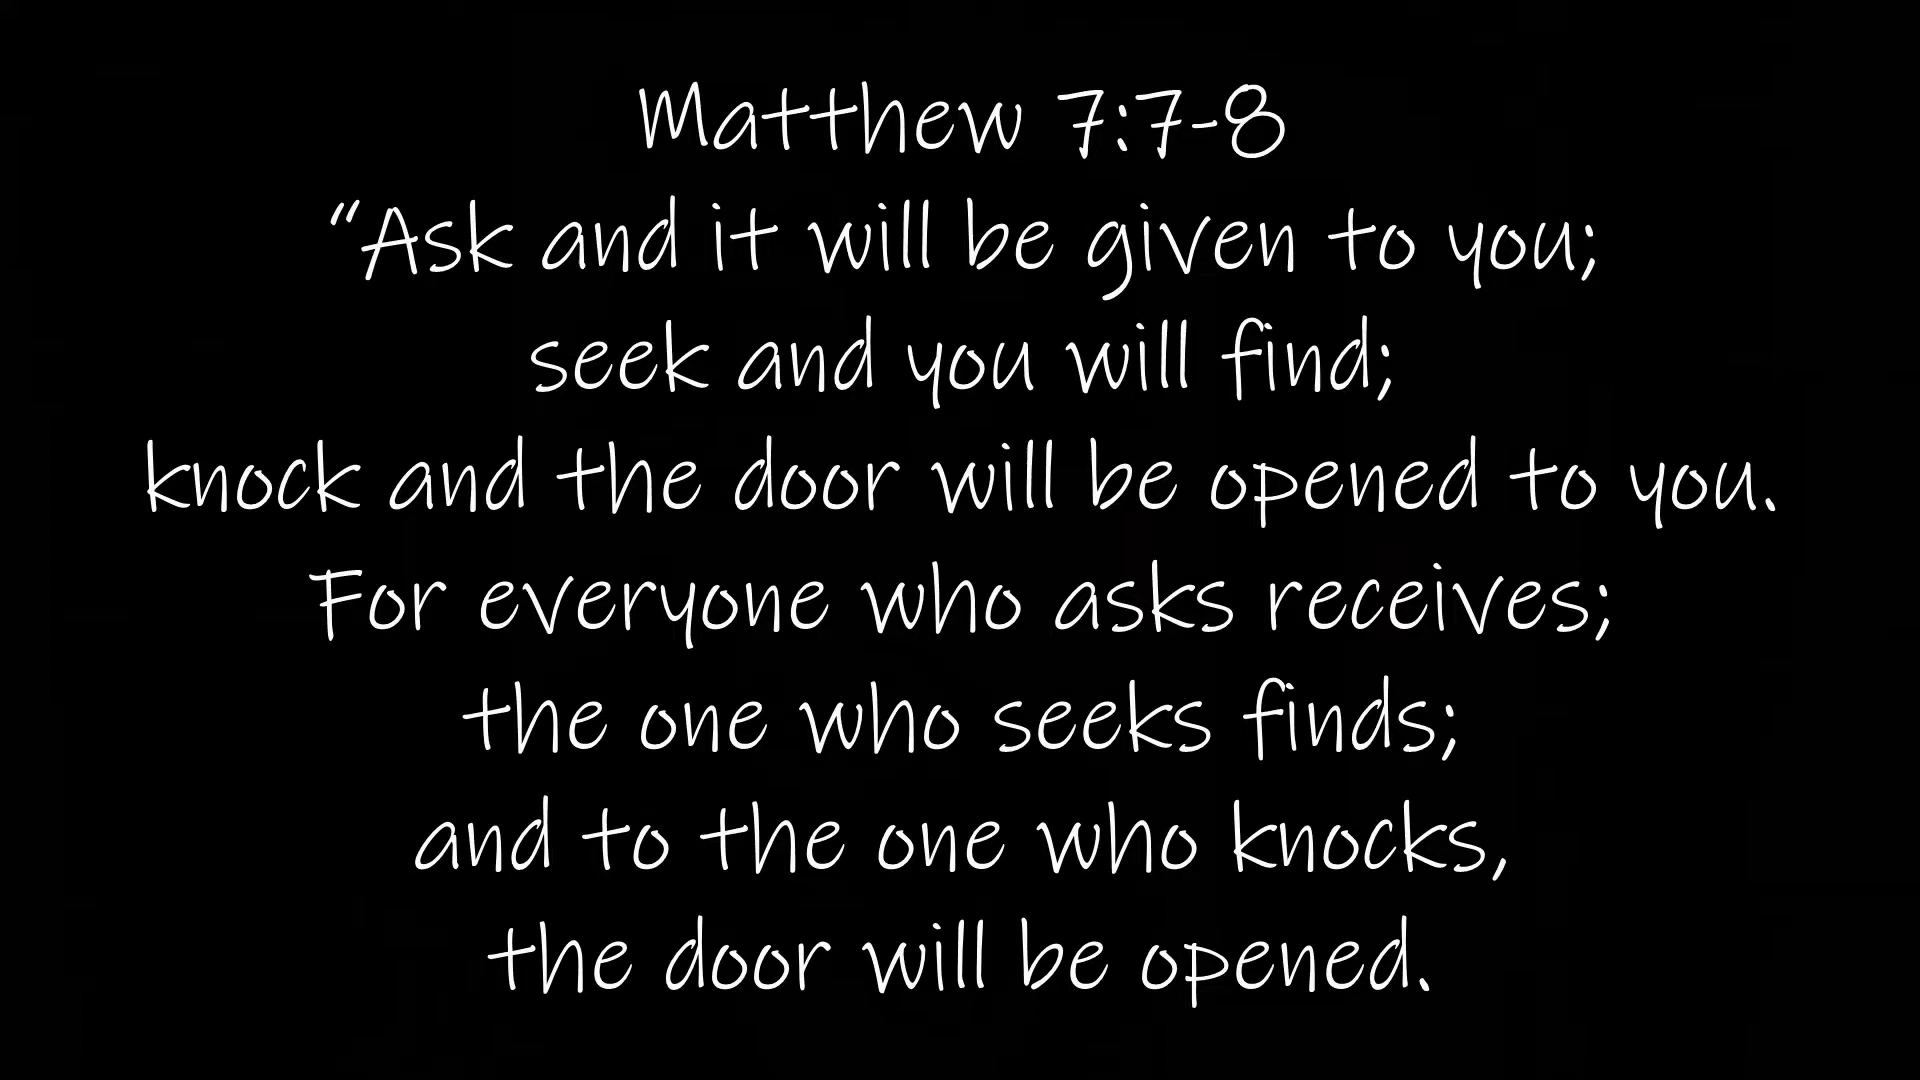 Matthew 7:7-8
“Ask and it will be given to you;
seek and you will find;
knock and the door will be opened to you.
For everyone who asks receives;
the one who seeks finds;
and to the one who knocks,
the door will be opened.